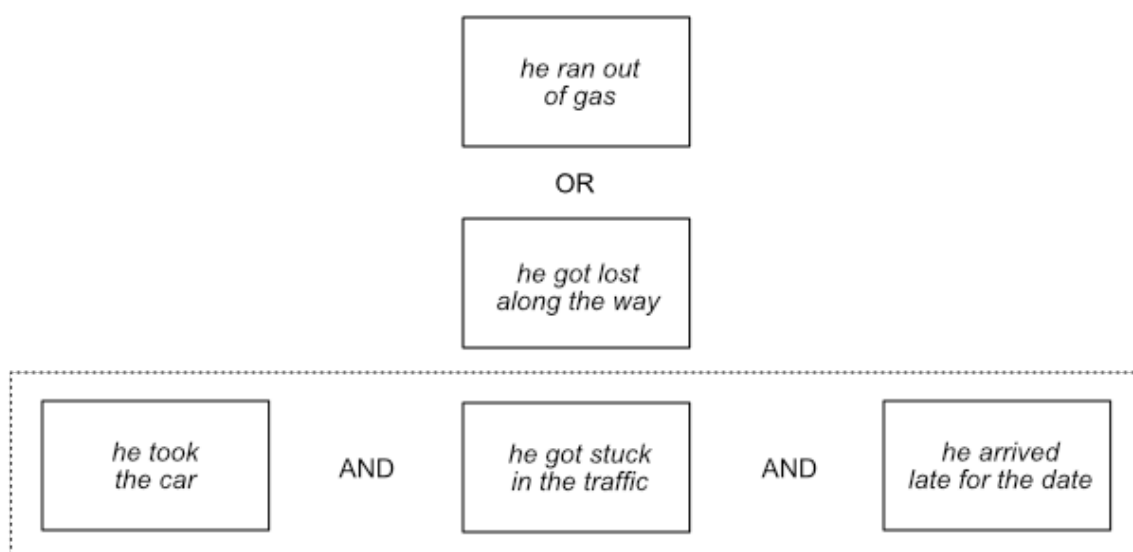 he ran out
of gas
OR
he got lost
along the way
he took
the car
AND
he got stuck
in the traffic
AND
he arrived
late for the date